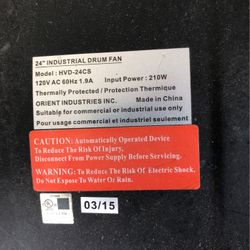 24" INDUSTRIAL DRUM FAN
Model: HVD-24CS
120V AC 60Hz 1.9A Input Power: 210W
Thermally Protected / Protection Thermique
ORIENT INDUSTRIES INC. Made in China
Suitable for commercial or industrial use
Pour usage commercial et industriel seulement
CAUTION: Automatically Operated Device
To Reduce The Risk Of Injury,
Disconnect From Power Supply Before Servicing.
WARNING: To Reduce The Risk Of Electric Shock,
Do Not Expose To Water Or Rain.
03/15